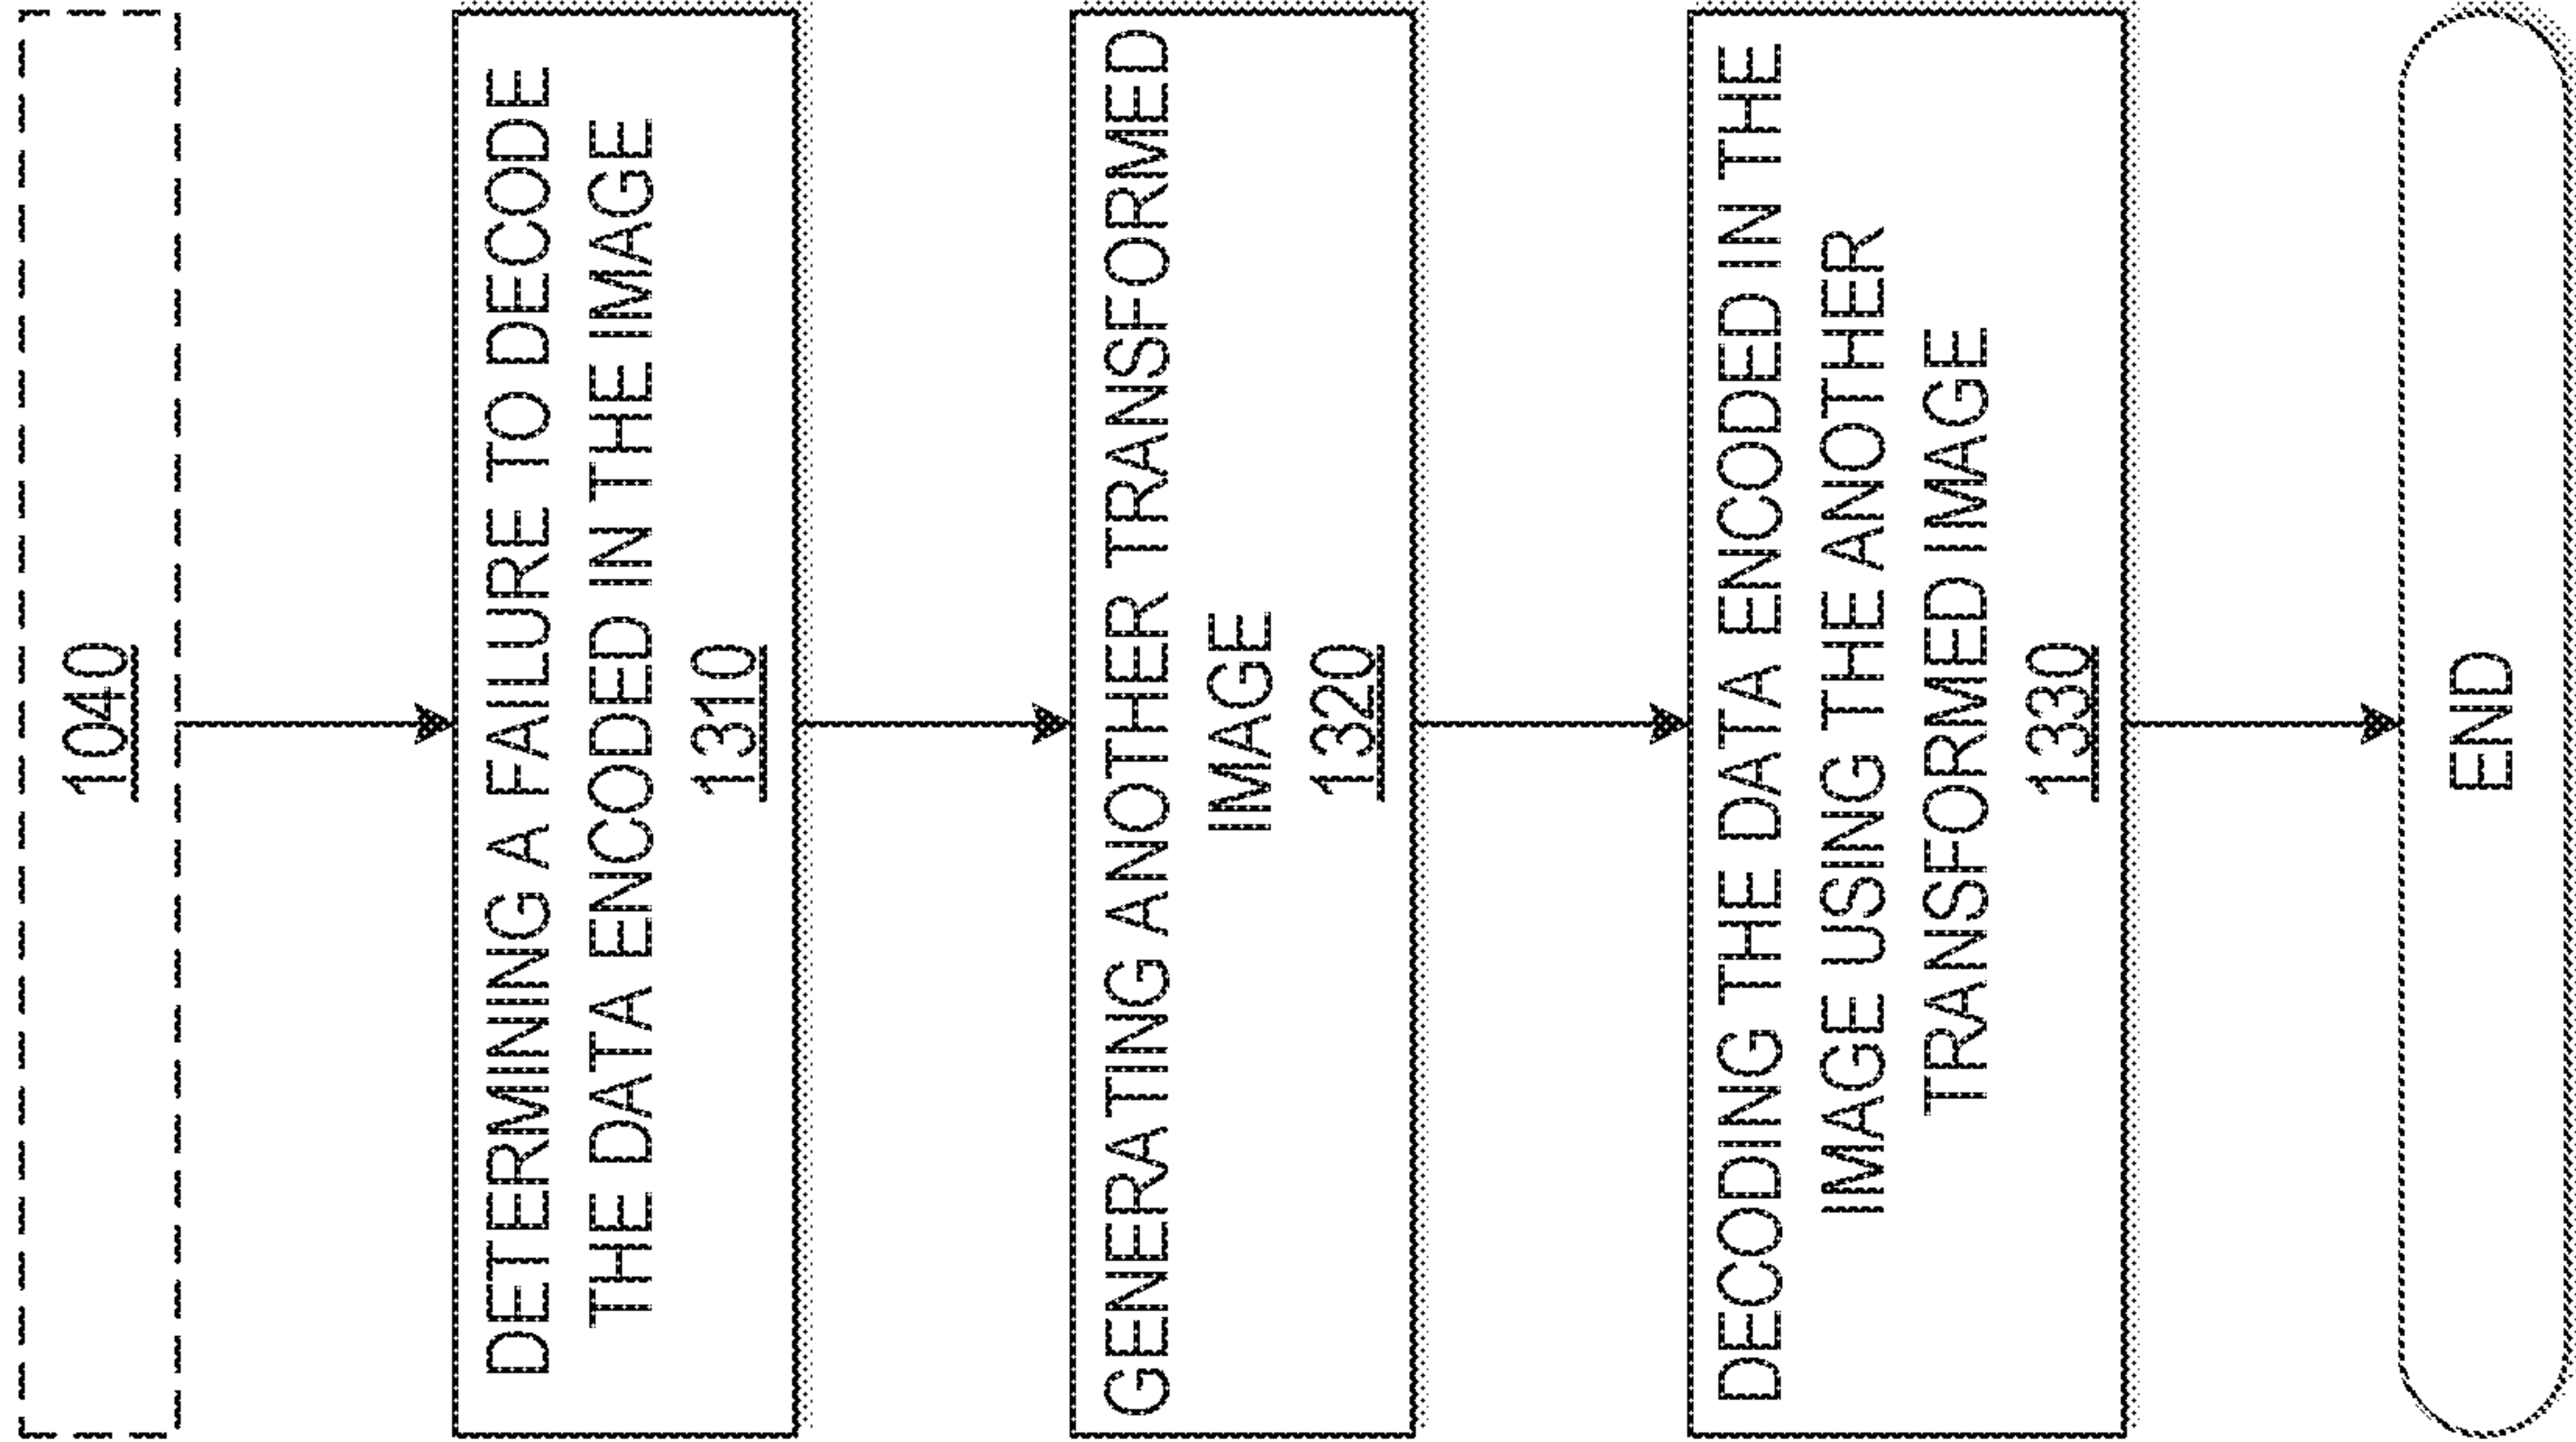 1040
DETERMINING A FAILURE TO DECODE
THE DATA ENCODED IN THE IMAGE
1310
GENERATING ANOTHER TRANSFORMED
IMAGE
1320
DECODING THE DATA ENCODED IN THE
IMAGE USING THE ANOTHER
TRANSFORMED IMAGE
1330
END